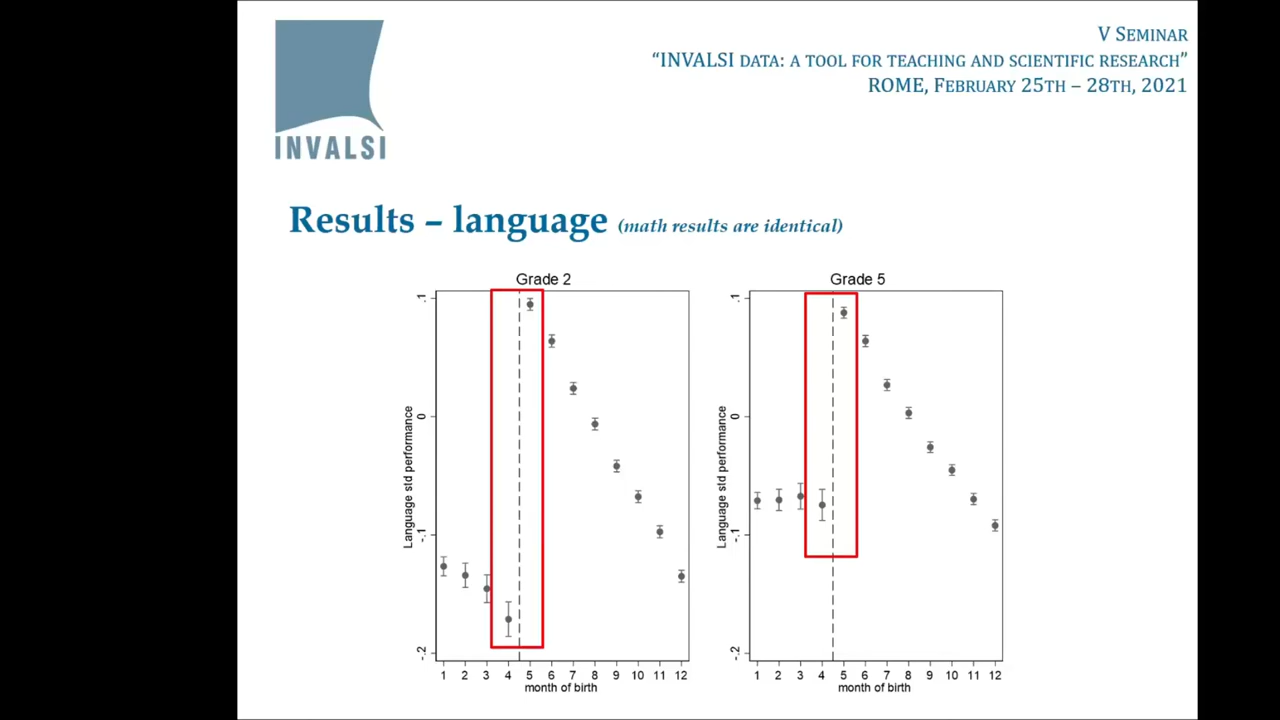 V SEMINAR
“INVALSI DATA: A TOOL FOR TEACHING AND SCIENTIFIC RESEARCH”
ROME, FEBRUARY 25TH – 28TH, 2021
INVALSI
Results – language (math results are identical)
Grade 2
Language std performance
.1
0
-.1
-.2
1 2 3 4 5 6 7 8 9 10 11 12
month of birth
Grade 5
Language std performance
.1
0
-.1
-.2
1 2 3 4 5 6 7 8 9 10 11 12
month of birth